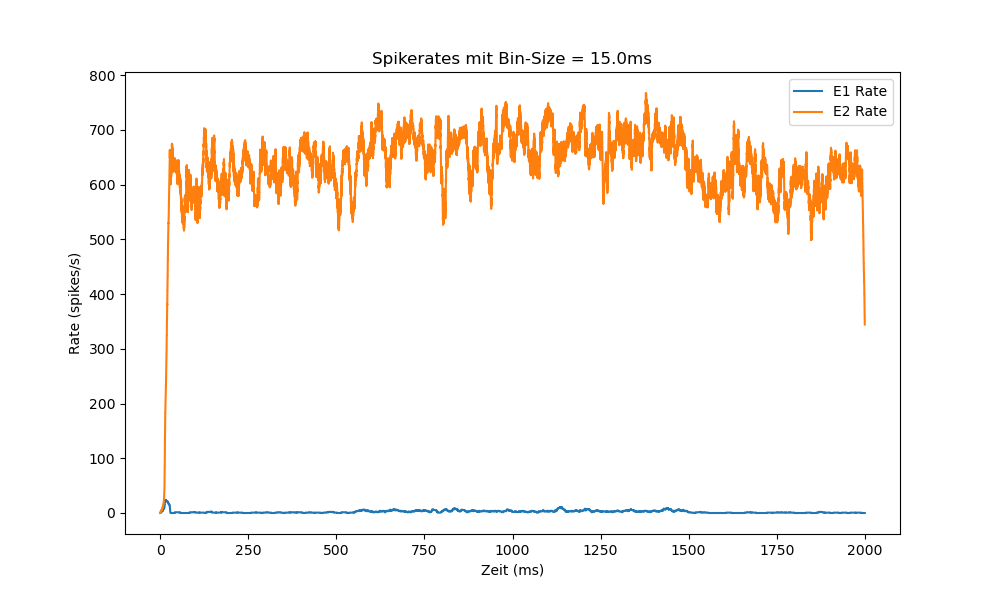 Spikerates mit Bin-Size = 15.0ms
E1 Rate
E2 Rate
Rate (spikes/s)
800
700
600
500
400
300
200
100
0
0 250 500 750 1000 1250 1500 1750 2000
Zeit (ms)